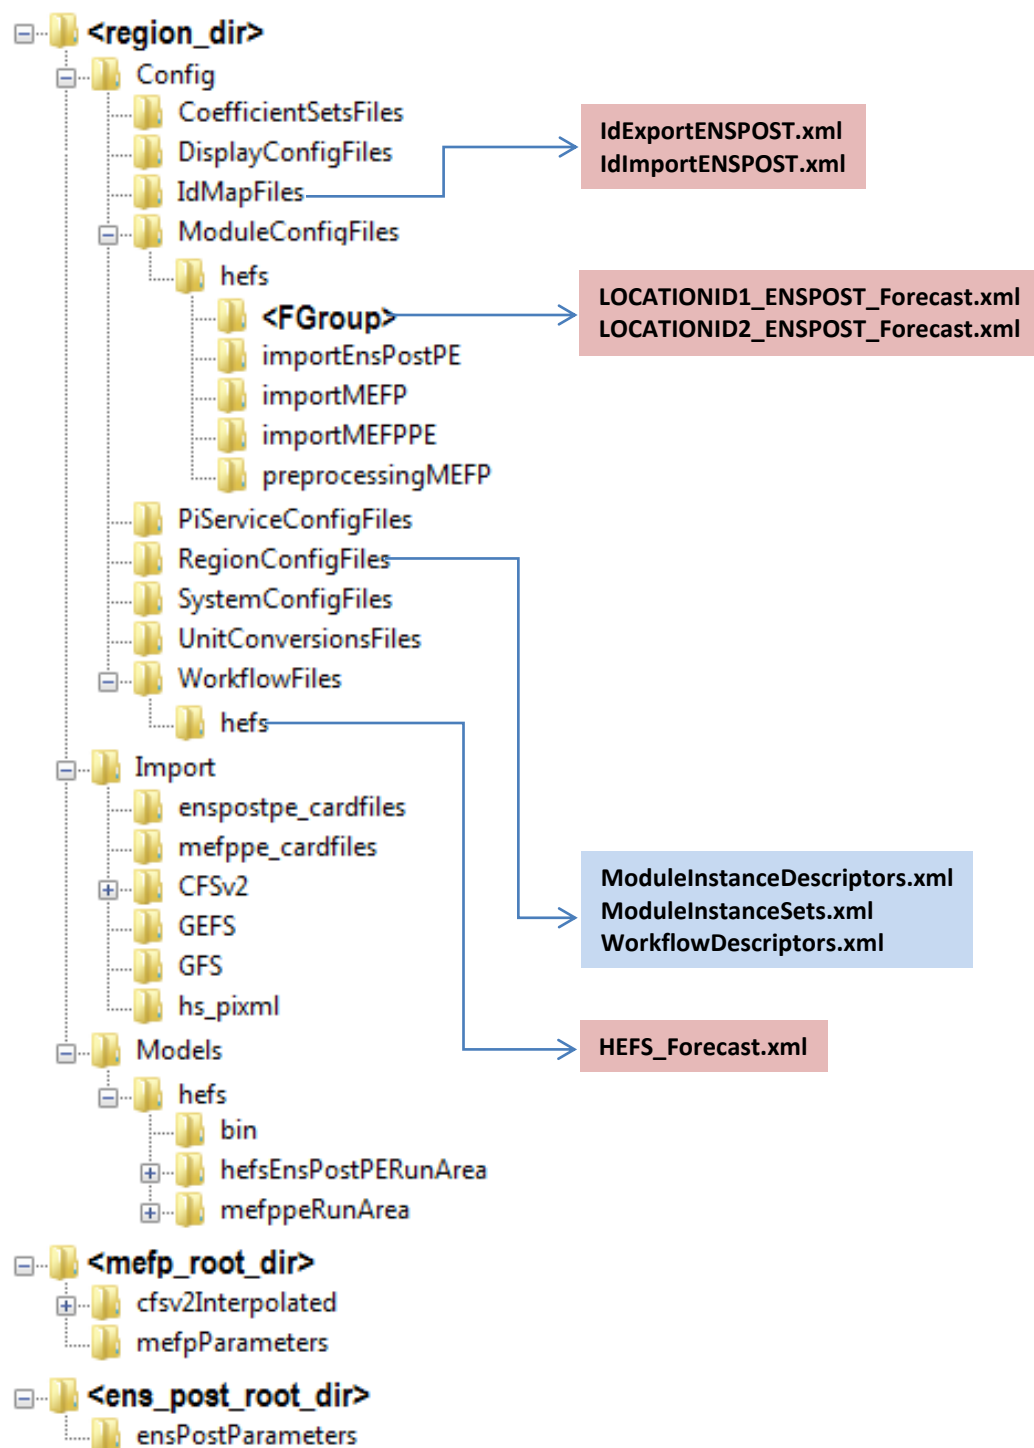 <region_dir>
Config
CoefficientSetsFiles
DisplayConfigFiles
IdMapFiles
IdExportENSPOST.xml
IdImportENSPOST.xml
ModuleConfigFiles
hefs
<FGroup>
LOCATIONID1_ENSPOST_Forecast.xml
LOCATIONID2_ENSPOST_Forecast.xml
importEnsPostPE
importMEFP
importMEFPPE
preprocessingMEFP
PiServiceConfigFiles
RegionConfigFiles
SystemConfigFiles
UnitConversionsFiles
WorkflowFiles
hefs
Import
enspostpe_cardfiles
mefppe_cardfiles
CFSv2
GEFS
GFS
hs_pixml
ModuleInstanceDescriptors.xml
ModuleInstanceSets.xml
WorkflowDescriptors.xml
Models
HEFS_Forecast.xml
hefs
bin
hefsEnsPostPERunArea
mefppeRunArea
<mefp_root_dir>
cfsv2Interpolated
mefpParameters
<ens_post_root_dir>
ensPostParameters